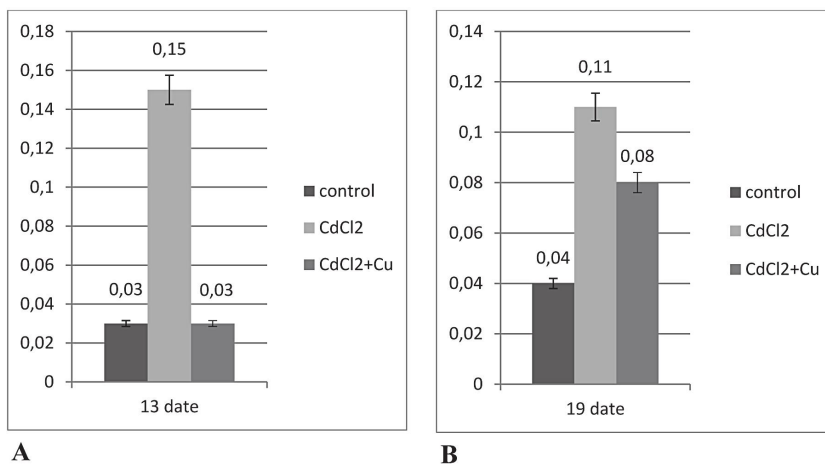 0,18
0,16
0,14
0,12
0,1
0,08
0,06
0,04
0,02
0
0,15
0,03
0,03
13 date
control
CdCl2
CdCl2+Cu
A
0,14
0,12
0,1
0,08
0,06
0,04
0,02
0
0,11
0,08
0,04
19 date
control
CdCl2
CdCl2+Cu
B